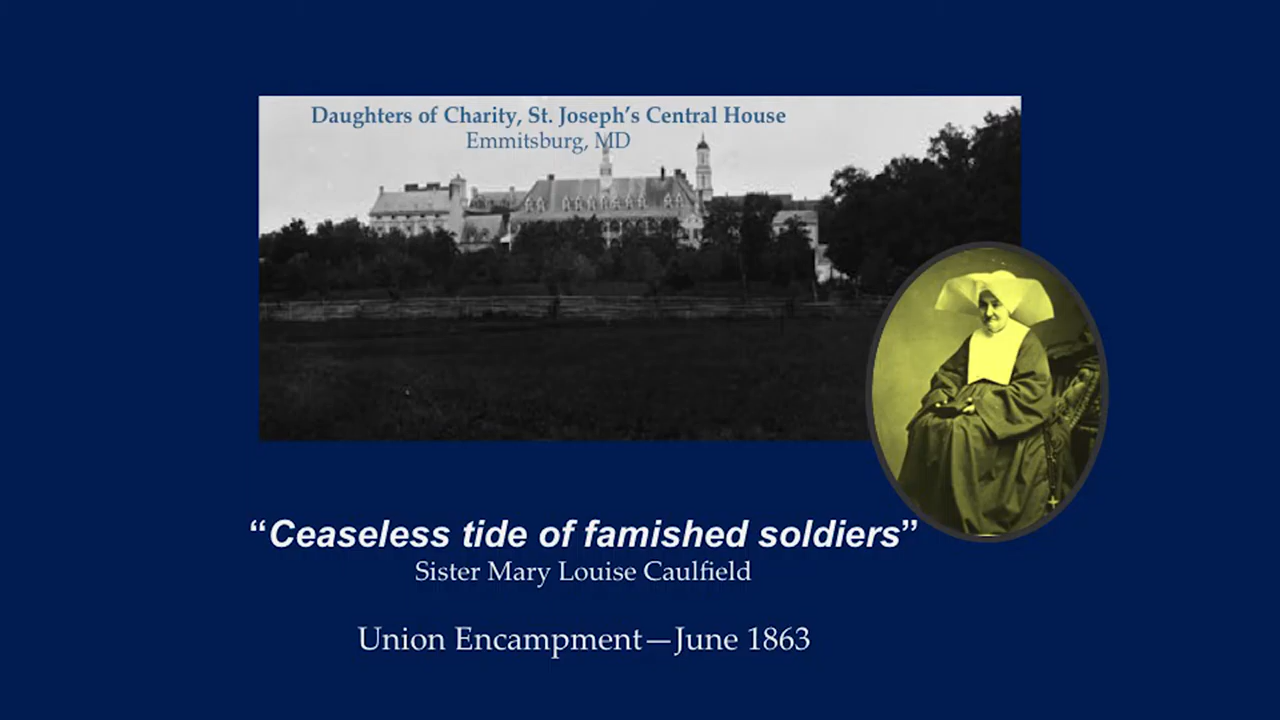 Daughters of Charity, St. Joseph’s Central House
Emmitsburg, MD
“Ceaseless tide of famished soldiers”
Sister Mary Louise Caulfield
Union Encampment—June 1863